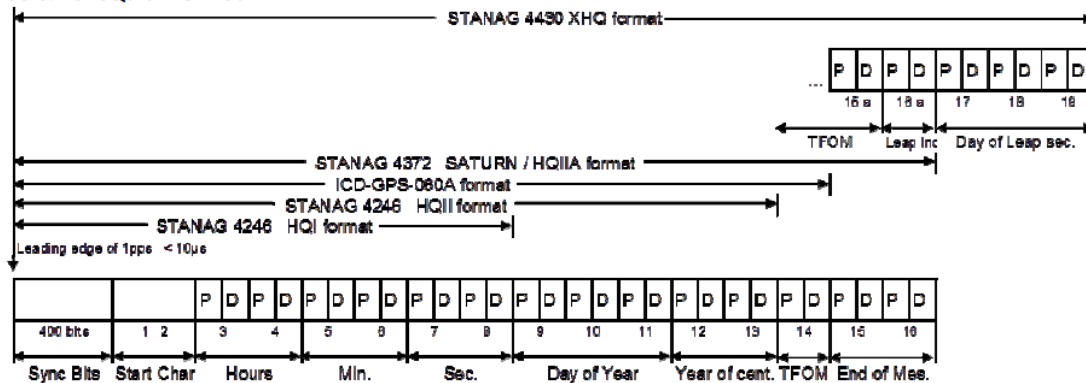 STANAG 4430 XHQ format
P D P D P D P D P D
... 15 a 16 a 17 18 19
TFOM Leap inc Day of Leap sec.
STANAG 4372 SATURN / HQIIA format
ICD-GPS-060A format
STANAG 4246 HQII format
STANAG 4246 HQI format
Leading edge of 1pps < 10µs
P D P D P D P D P D P D P D P D P D P D P D P D P D P D
400 bits 1 2 3 4 5 6 7 8 9 10 11 12 13 14 15 16
Sync Bits Start Char Hours Min. Sec. Day of Year Year of cent. TFOM End of Mes.